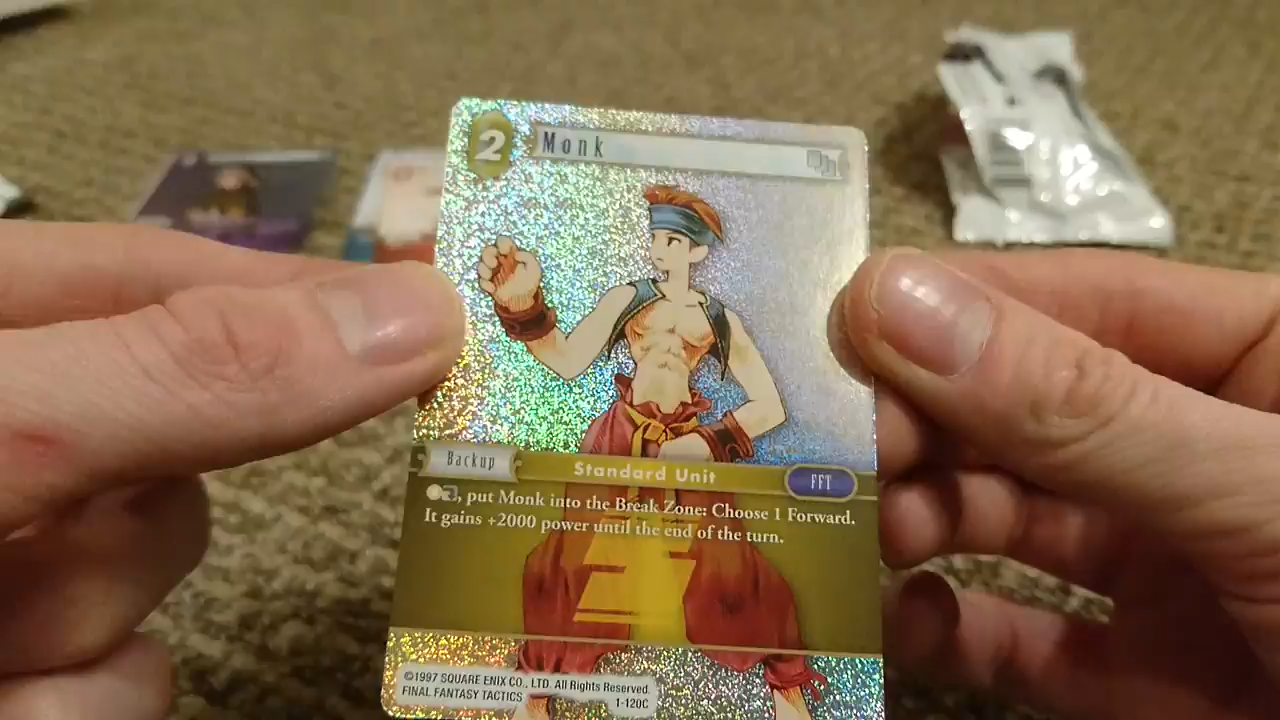 2
Monk
Backup
Standard Unit
FFT
, put Monk into the Break Zone: Choose 1 Forward.
It gains +2000 power until the end of the turn.
©1997 SQUARE ENIX CO., LTD. All Rights Reserved.
FINAL FANTASY TACTICS
1-120C